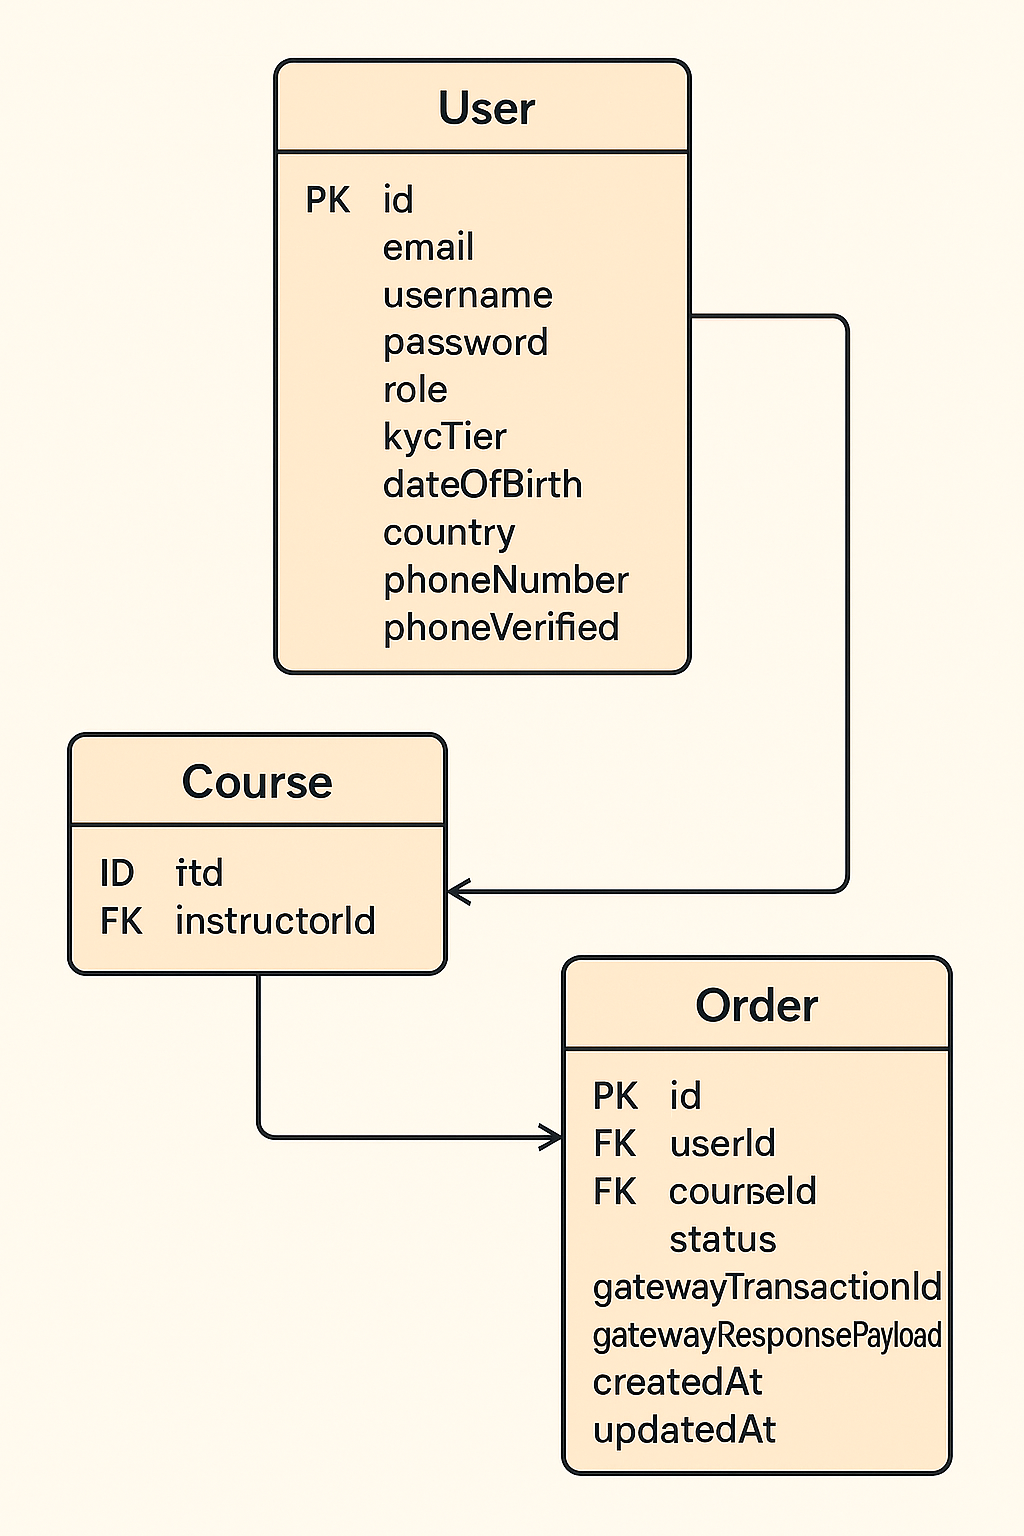 User
PK id
email
username
password
role
kycTier
dateOfBirth
country
phoneNumber
phoneVerified
Course
ID itd
FK instructorId
Order
PK id
FK userId
FK courseId
status
gatewayTransactionId
gatewayResponsePayload
createdAt
updatedAt